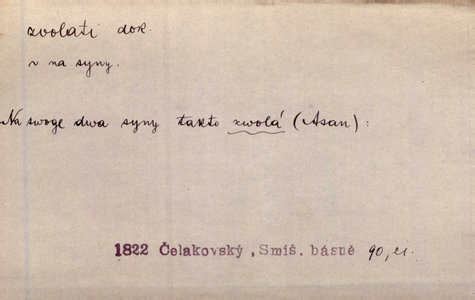 zvolati dok.
v na syny.
Na swoge dwa syny takto zwolá (Asan):
1822 Čelakovský, Smiš. básně 90,21.